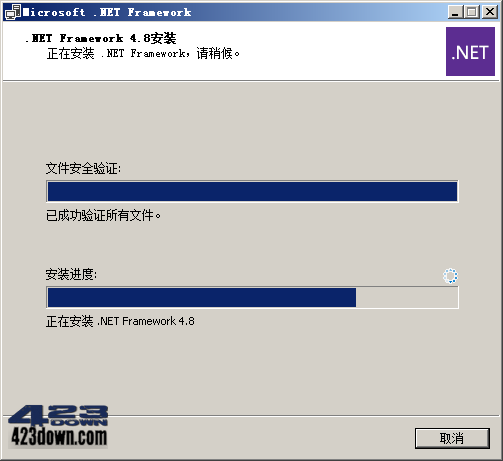 Microsoft .NET Framework
.NET Framework 4.8安装
正在安装 .NET Framework，请稍候。
.NET
文件安全验证:
已成功验证所有文件。
安装进度:
正在安装 .NET Framework 4.8
423
DOWN
423down.com
取消